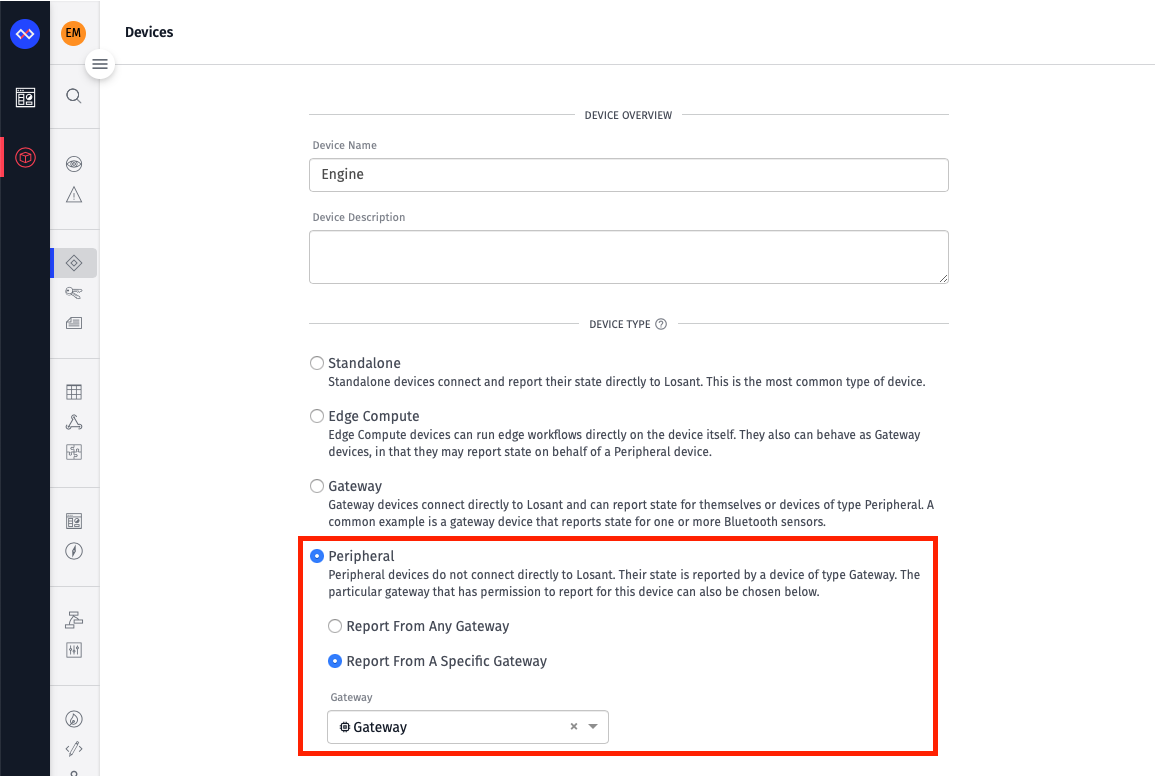 EM
Devices
DEVICE OVERVIEW
Device Name
Engine
Device Description
DEVICE TYPE ?
Standalone
Standalone devices connect and report their state directly to Losant. This is the most common type of device.
Edge Compute
Edge Compute devices can run edge workflows directly on the device itself. They also can behave as Gateway
devices, in that they may report state on behalf of a Peripheral device.
Gateway
Gateway devices connect directly to Losant and can report state for themselves or devices of type Peripheral. A
common example is a gateway device that reports state for one or more Bluetooth sensors.
Peripheral
Peripheral devices do not connect directly to Losant. Their state is reported by a device of type Gateway. The
particular gateway that has permission to report for this device can also be chosen below.
Report From Any Gateway
Report From A Specific Gateway
Gateway
Gateway ×